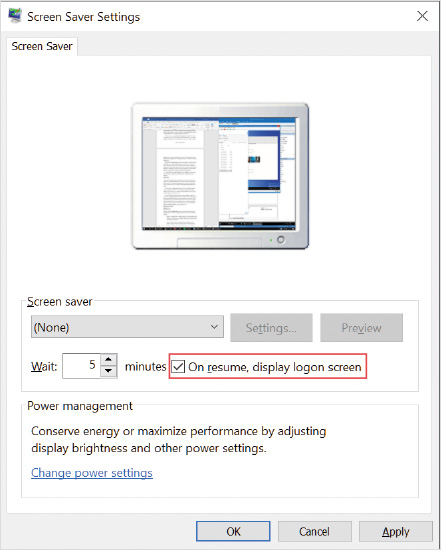 Screen Saver Settings
Screen Saver
Screen saver
(None)
Settings...
Preview
Wait: 5 minutes
On resume, display logon screen
Power management
Conserve energy or maximize performance by adjusting
display brightness and other power settings.
Change power settings
OK
Cancel
Apply